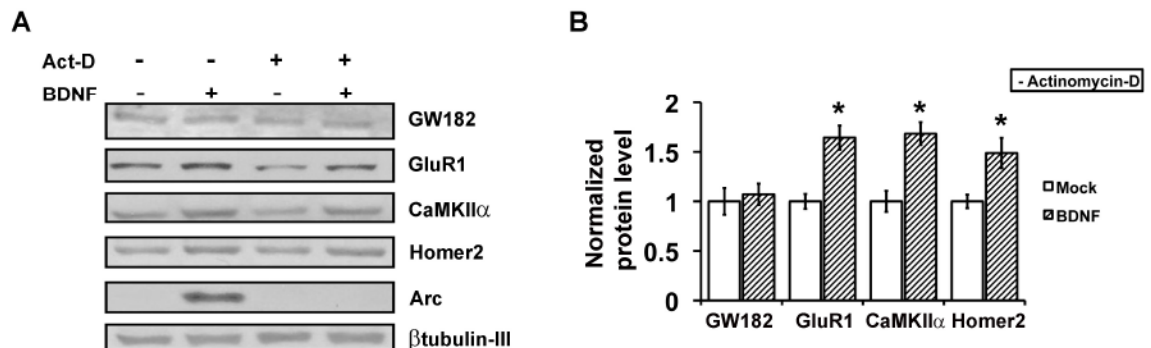 A
Act-D - - + +
BDNF - + - +
GW182
GluR1
CaMKIIα
Homer2
Arc
βtubulin-III
B
- Actinomycin-D
Normalized
protein level
2
1.5
1
0.5
0
* * *
Mock
BDNF
GW182 GluR1 CaMKIIα Homer2